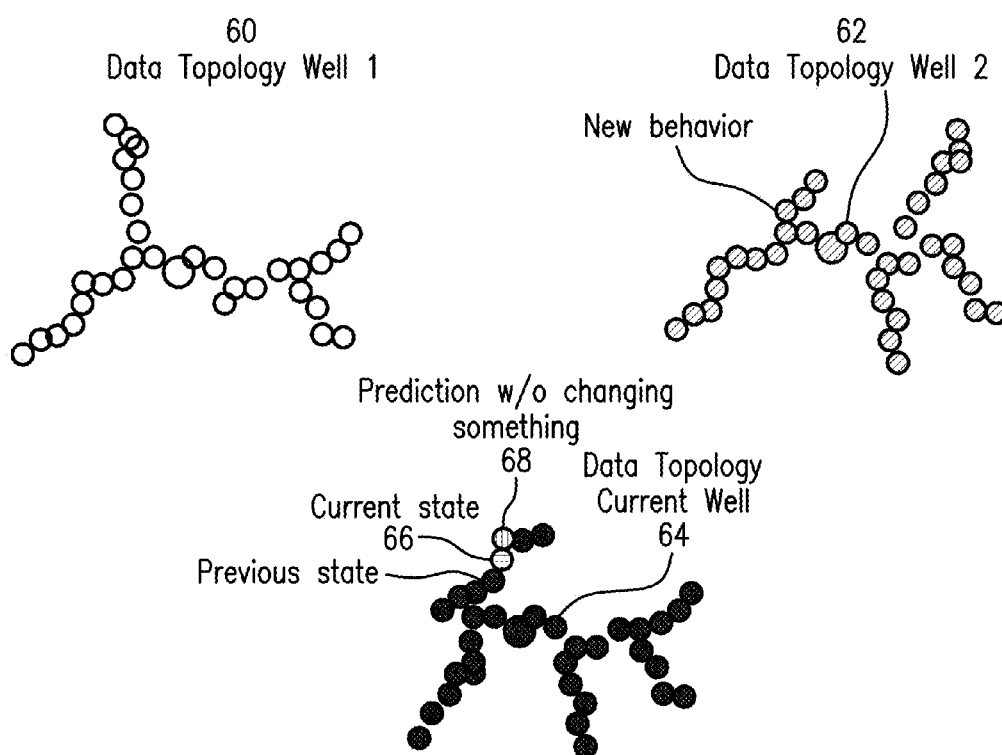 60
Data Topology Well 1
62
Data Topology Well 2
New behavior
Prediction w/o changing
something
68
Data Topology
Current Well
64
Current state
66
Previous state